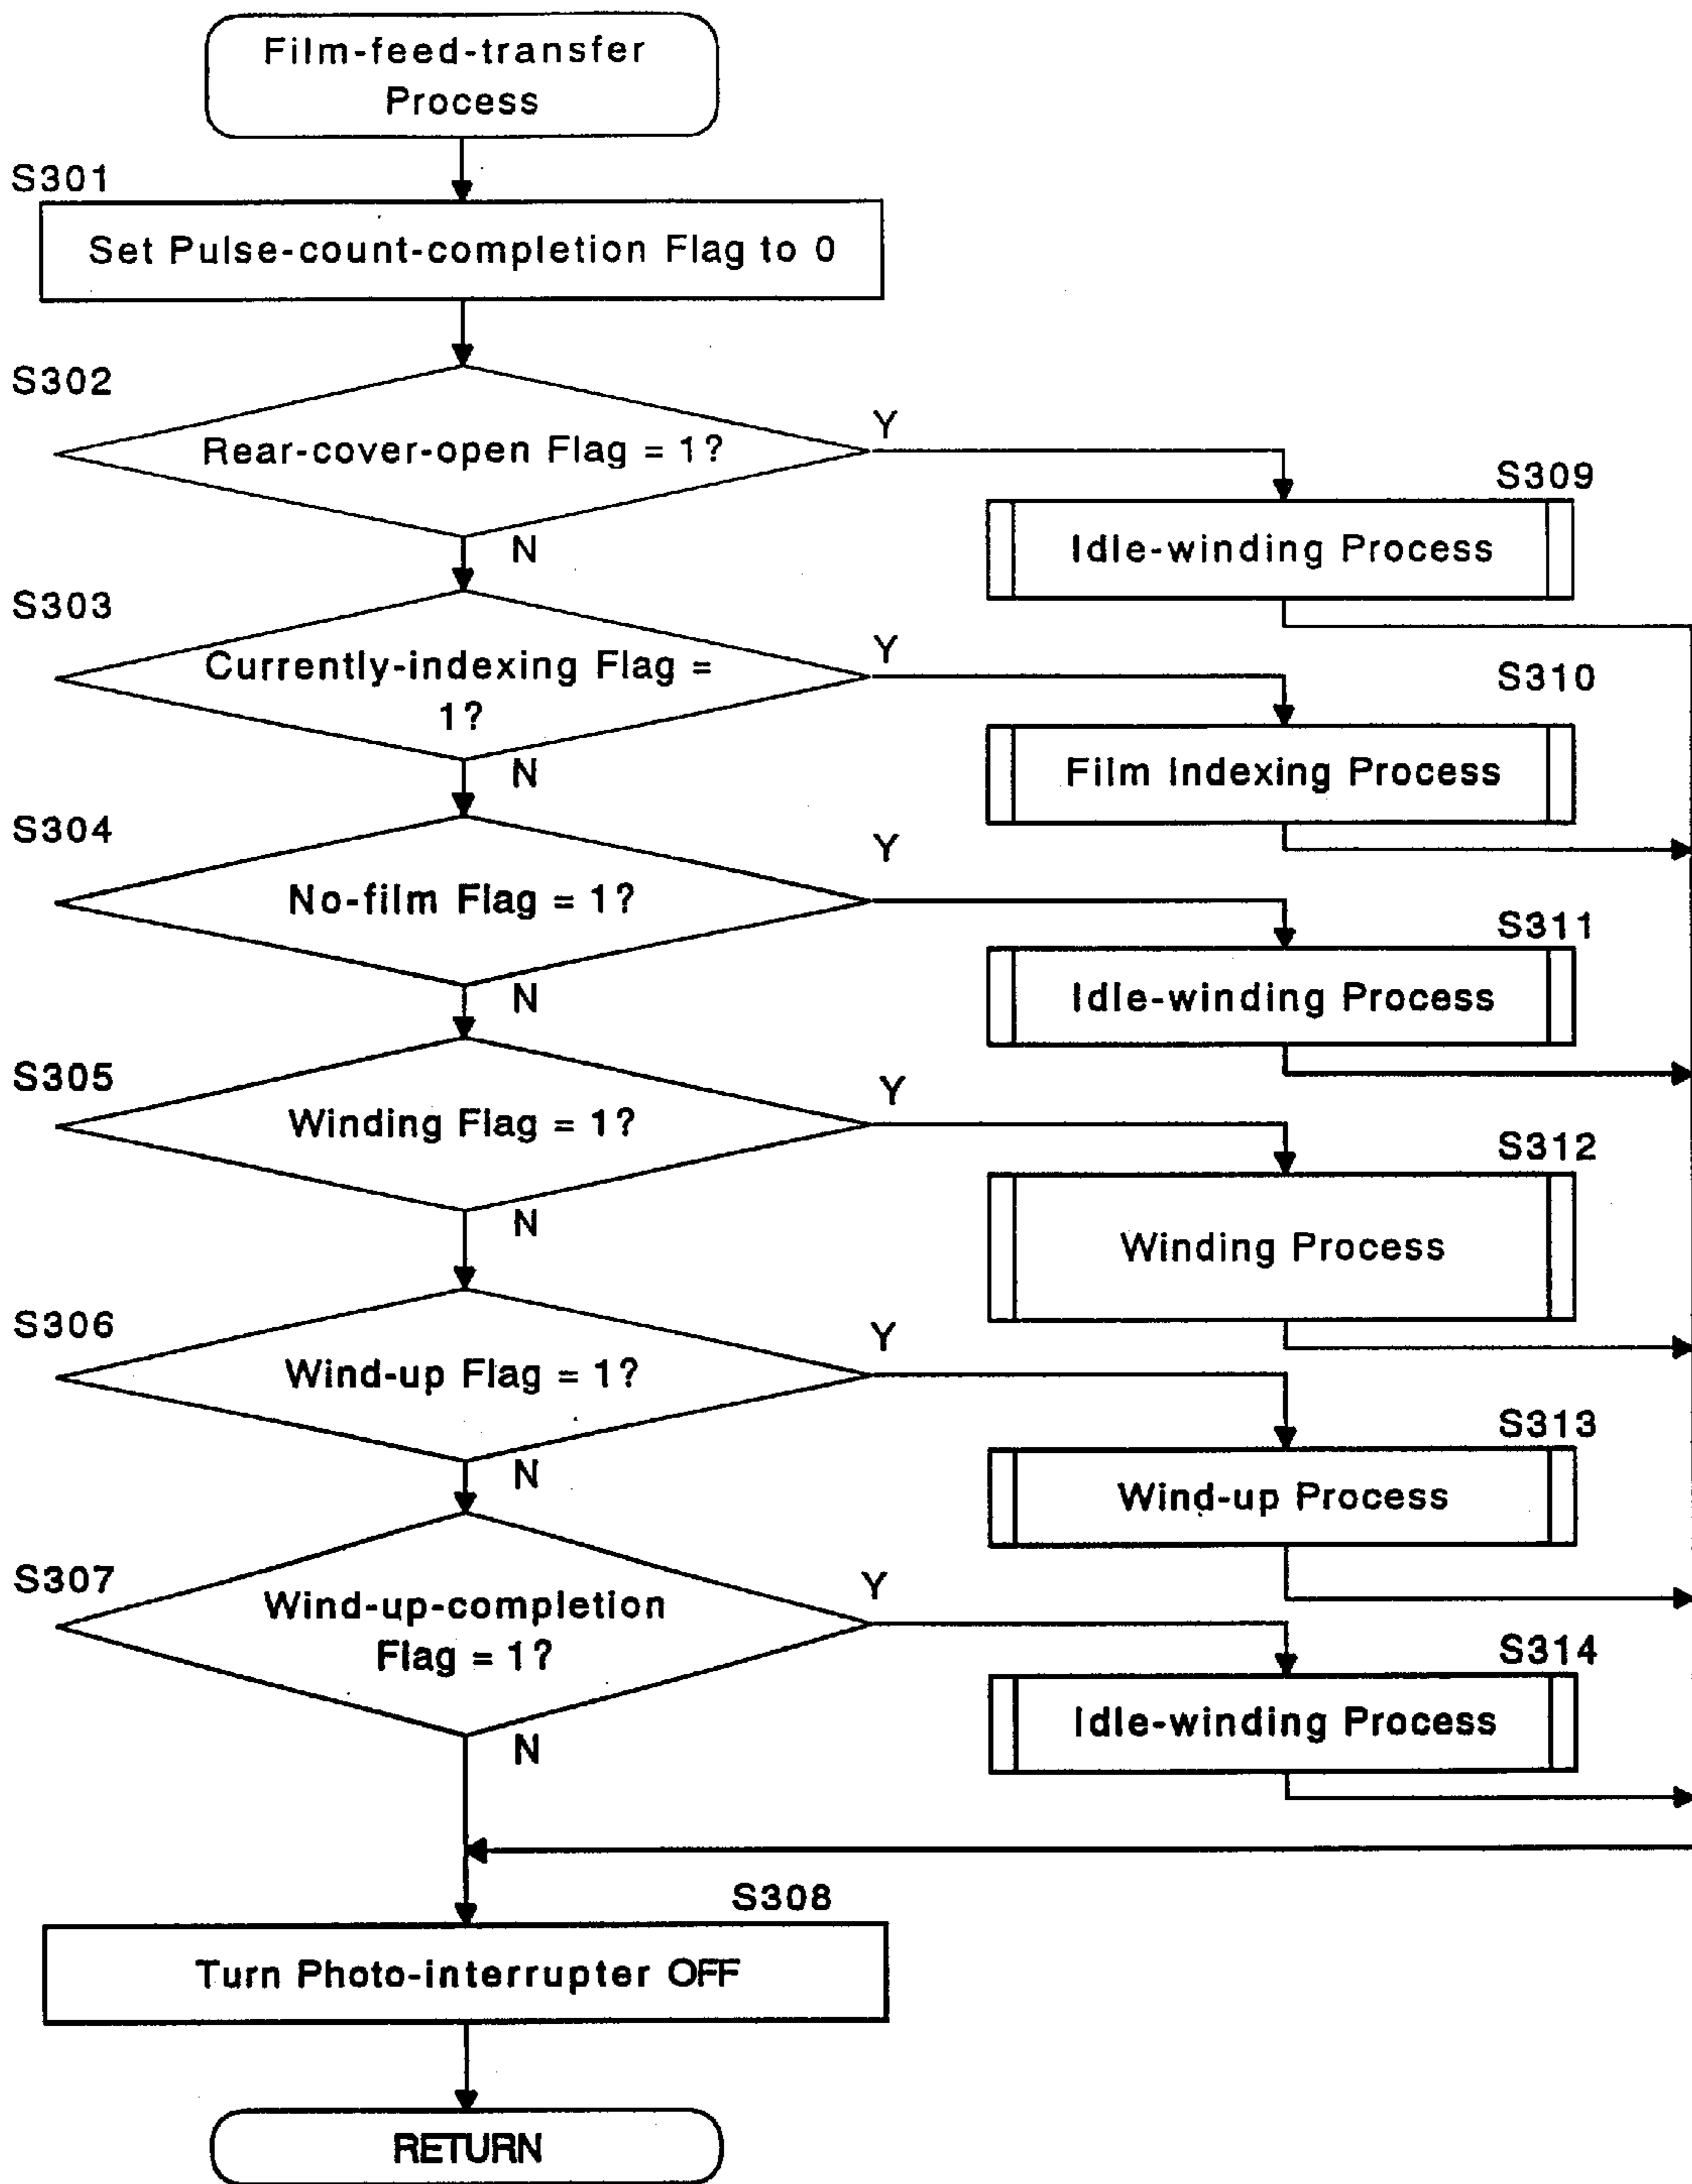 Film-feed-transfer
Process
S301
Set Pulse-count-completion Flag to 0
S302
Rear-cover-open Flag = 1?
Y
N
S309
Idle-winding Process
S303
Currently-indexing Flag =
1?
Y
N
S310
Film Indexing Process
S304
No-film Flag = 1?
Y
N
S311
Idle-winding Process
S305
Winding Flag = 1?
Y
N
S312
Winding Process
S306
Wind-up Flag = 1?
Y
N
S313
Wind-up Process
S307
Wind-up-completion
Flag = 1?
Y
N
S314
Idle-winding Process
S308
Turn Photo-interrupter OFF
RETURN